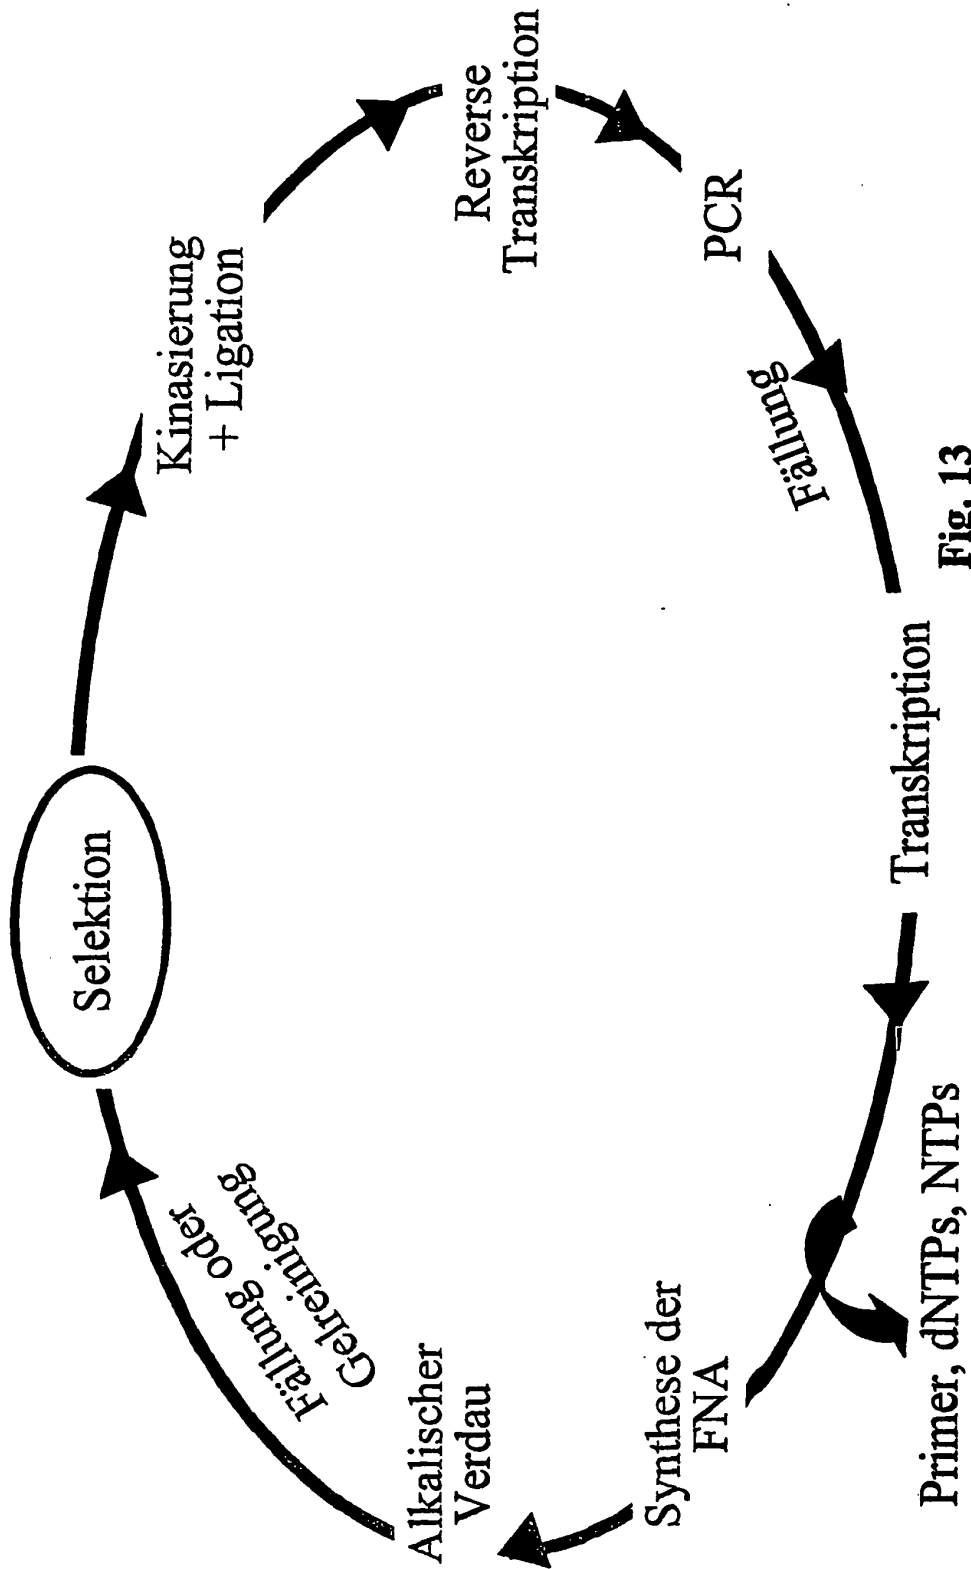 Selektion
Kinasierung
+ Ligation
Reverse
Transkription
PCR
Fällung
Transkription
Primer, dNTPs, NTPs
Synthese der
FNA
Alkalischer
Verdau
Fällung oder
Gelreinigung
Fig. 13